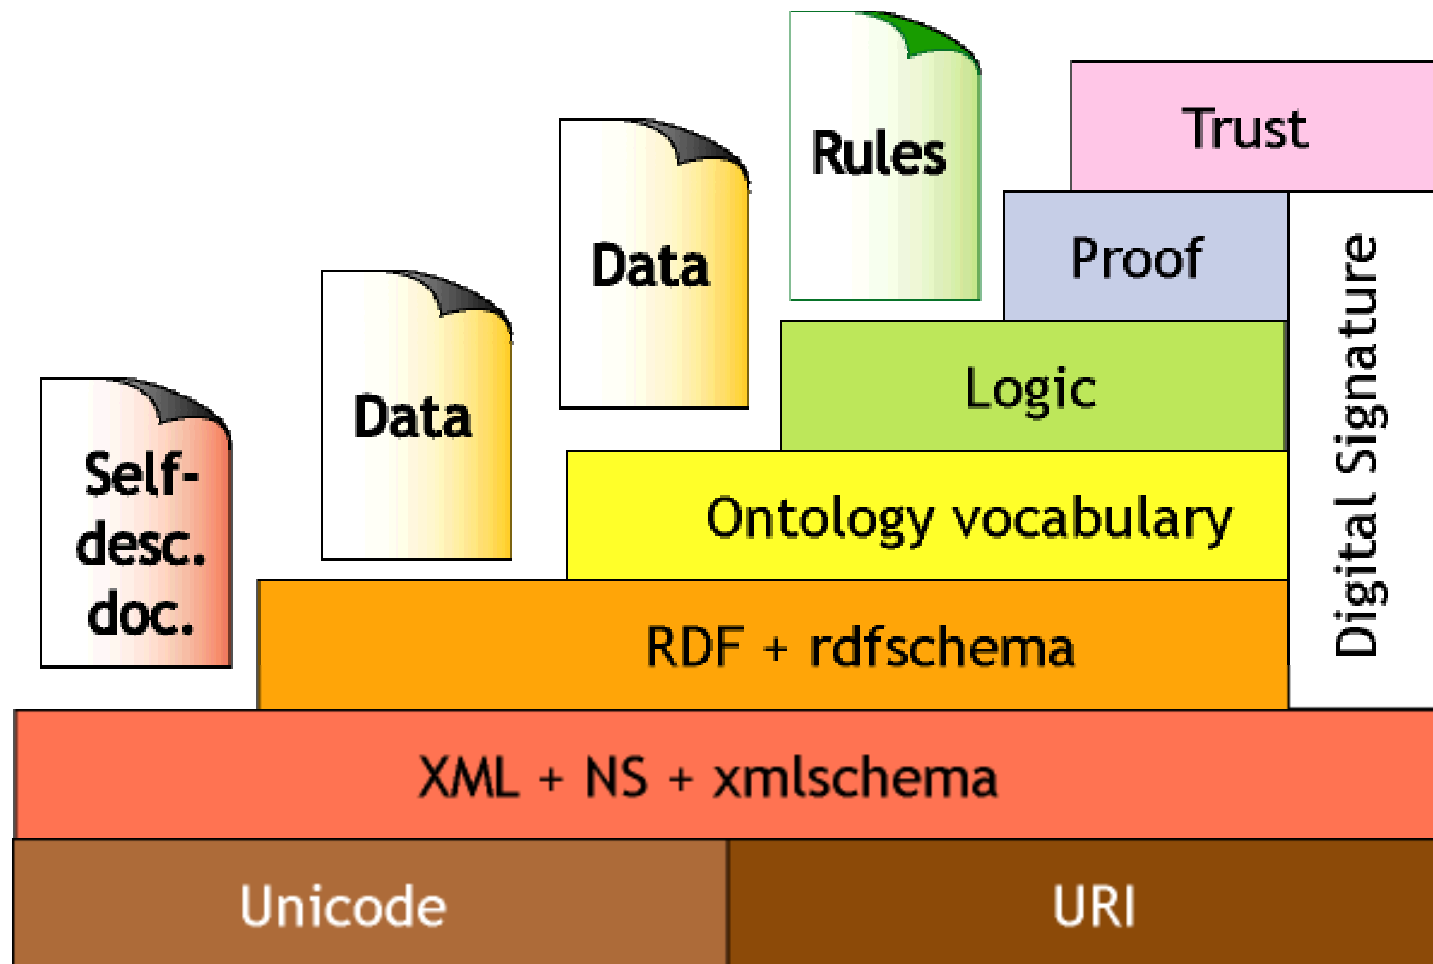 Rules
Trust
Data
Proof
Data
Logic
Self-
desc.
doc.
Ontology vocabulary
Digital Signature
RDF + rdfschema
XML + NS + xmlschema
Unicode
URI